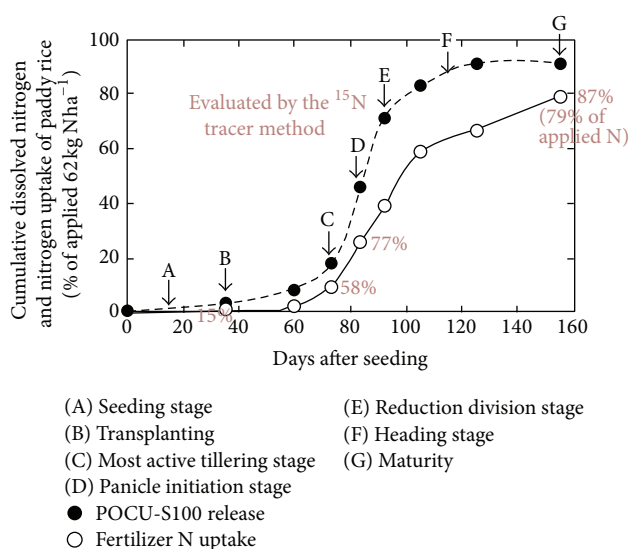 Cumulative dissolved nitrogen
and nitrogen uptake of paddy rice
(% of applied 62kg Nha−1)
100
80
60
40
20
0
0
20
40
60
80
100
120
140
160
Days after seeding
A
B
C
D
E
F
G
Evaluated by the 15N
tracer method
15%
58%
77%
87%
(79% of
applied N)
(A) Seeding stage
(B) Transplanting
(C) Most active tillering stage
(D) Panicle initiation stage
POCU-S100 release
Fertilizer N uptake
(E) Reduction division stage
(F) Heading stage
(G) Maturity